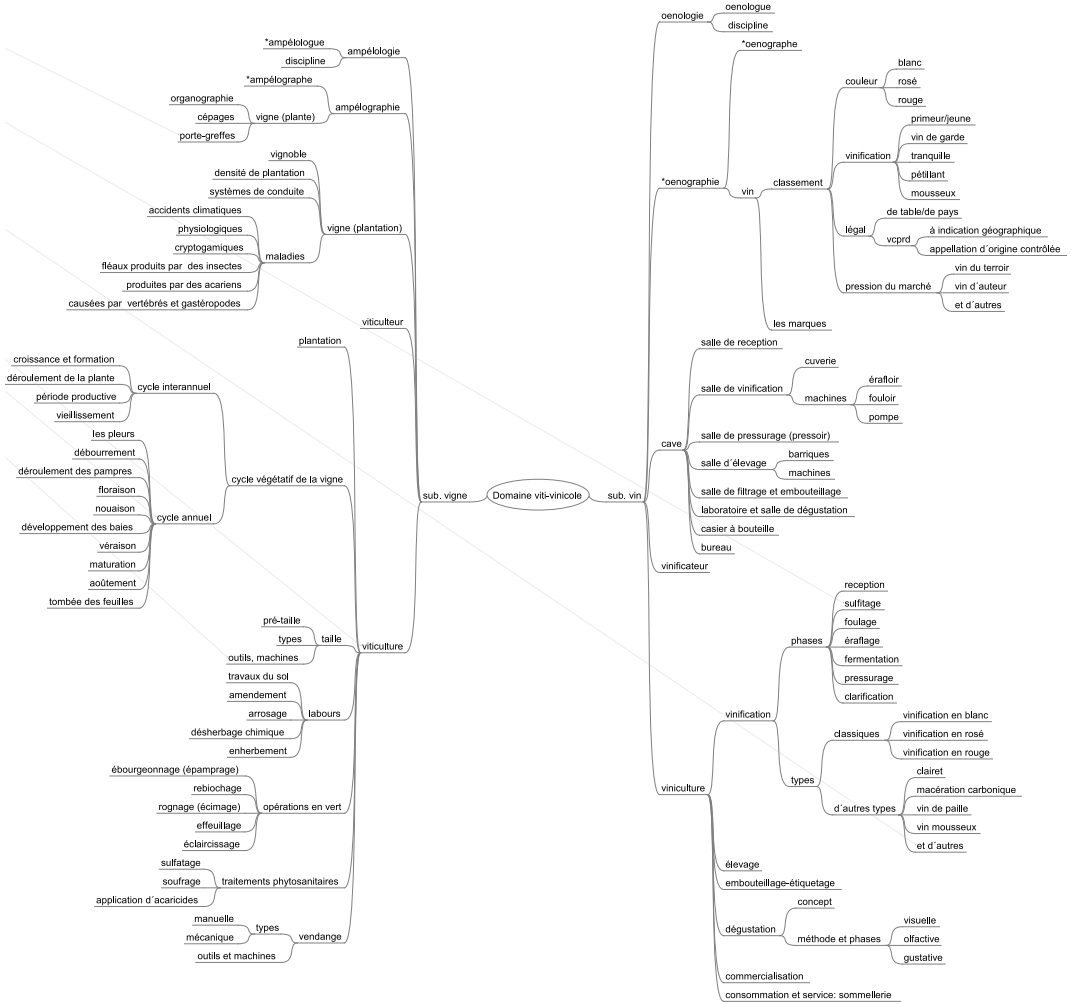 Domaine viti-vinicole
sub. vigne
ampélologie
*ampélologue
discipline
ampélographie
*ampélographe
vigne (plante)
organographie
cépages
porte-greffes
vigne (plantation)
vignoble
densité de plantation
systèmes de conduite
maladies
accidents climatiques
physiologiques
cryptogamiques
fléaux produits par des insectes
produites par des acariens
causées par vertébrés et gastéropodes
viticulteur
viticulture
plantation
cycle végétatif de la vigne
cycle interannuel
croissance et formation
déroulement de la plante
période productive
vieillissement
cycle annuel
les pleurs
débourrement
déroulement des pampres
floraison
nouaison
développement des baies
véraison
maturation
aoûtement
tombée des feuilles
taille
pré-taille
types
outils, machines
labours
travaux du sol
amendement
arrosage
désherbage chimique
enherbement
opérations en vert
ébourgeonnage (épamprage)
rebiochage
rognage (écimage)
effeuillage
éclaircissage
traitements phytosanitaires
sulfatage
soufrage
application d´acaricides
vendange
types
manuelle
mécanique
outils et machines
sub. vin
oenologie
oenologue
discipline
*oenographie
*oenographe
vin
classement
couleur
blanc
rosé
rouge
vinification
primeur/jeune
vin de garde
tranquille
pétillant
mousseux
légal
de table/de pays
vcprd
à indication géographique
appellation d´origine contrôlée
pression du marché
vin du terroir
vin d´auteur
et d´autres
les marques
cave
salle de reception
salle de vinification
cuverie
machines
érafloir
fouloir
pompe
salle de pressurage (pressoir)
salle d´élevage
barriques
machines
salle de filtrage et embouteillage
laboratoire et salle de dégustation
casier à bouteille
bureau
vinificateur
viniculture
vinification
phases
reception
sulfitage
foulage
éraflage
fermentation
pressurage
clarification
types
classiques
vinification en blanc
vinification en rosé
vinification en rouge
d´autres types
clairet
macération carbonique
vin de paille
vin mousseux
et d´autres
élevage
embouteillage-étiquetage
dégustation
concept
méthode et phases
visuelle
olfactive
gustative
commercialisation
consommation et service: sommellerie